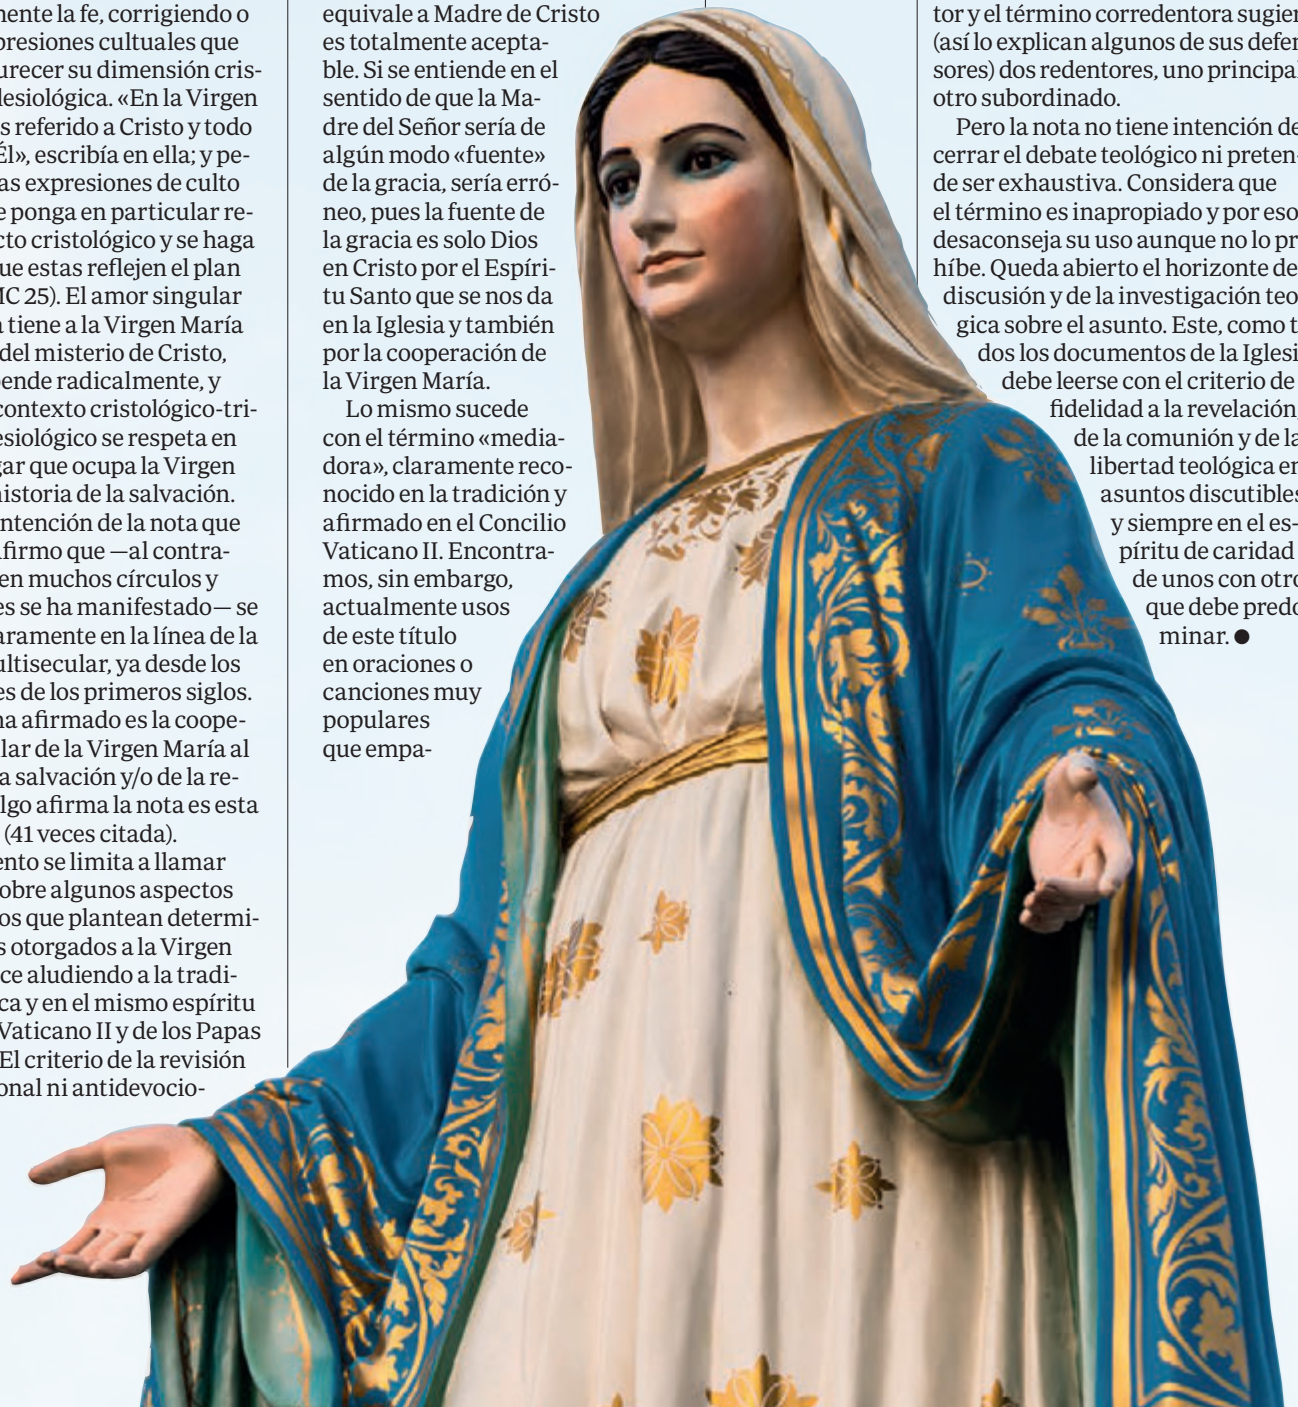 nente la fe, corrigiendo o
presiones cultuales que
urecer su dimensión cris-
lesiológica. «En la Virgen
s referido a Cristo y todo
Él», escribía en ella; y pe-
as expresiones de culto
e ponga en particular re-
cto cristológico y se haga
ue estas reflejen el plan
MC 25). El amor singular
a tiene a la Virgen María
del misterio de Cristo,
ende radicalmente, y
contexto cristológico-tri-
esiológico se respeta en
gar que ocupa la Virgen
historia de la salvación.
ntención de la nota que
firmo que —al contra-
en muchos círculos y
es se ha manifestado— se
aramente en la línea de la
ultisecular, ya desde los
es de los primeros siglos.
ha afirmado es la coope-
lar de la Virgen María al
a salvación y/o de la re-
lgo afirma la nota es esta
(41 veces citada).
ento se limita a llamar
obre algunos aspectos
os que plantean determi-
s otorgados a la Virgen
ce aludiendo a la tradi-
ca y en el mismo espíritu
Vaticano II y de los Papas
El criterio de la revisión
onal ni antidevocio-
equivale a Madre de Cristo
es totalmente acepta-
ble. Si se entiende en el
sentido de que la Ma-
dre del Señor sería de
algún modo «fuente»
de la gracia, sería erró-
neo, pues la fuente de
la gracia es solo Dios
en Cristo por el Espíri-
tu Santo que se nos da
en la Iglesia y también
por la cooperación de
la Virgen María.
Lo mismo sucede
con el término «media-
dora», claramente reco-
nocido en la tradición y
afirmado en el Concilio
Vaticano II. Encontra-
mos, sin embargo,
actualmente usos
de este título
en oraciones o
canciones muy
populares
que empa-
tor y el término corredentora sugier
(así lo explican algunos de sus defen
sores) dos redentores, uno principal
otro subordinado.
Pero la nota no tiene intención de
cerrar el debate teológico ni preten-
de ser exhaustiva. Considera que
el término es inapropiado y por eso
desaconseja su uso aunque no lo pr
híbe. Queda abierto el horizonte de
discusión y de la investigación teo
gica sobre el asunto. Este, como t
dos los documentos de la Iglesi
debe leerse con el criterio de
fidelidad a la revelación,
de la comunión y de la
libertad teológica en
asuntos discutibles
y siempre en el es-
píritu de caridad
de unos con otro
que debe predo
minar. ●